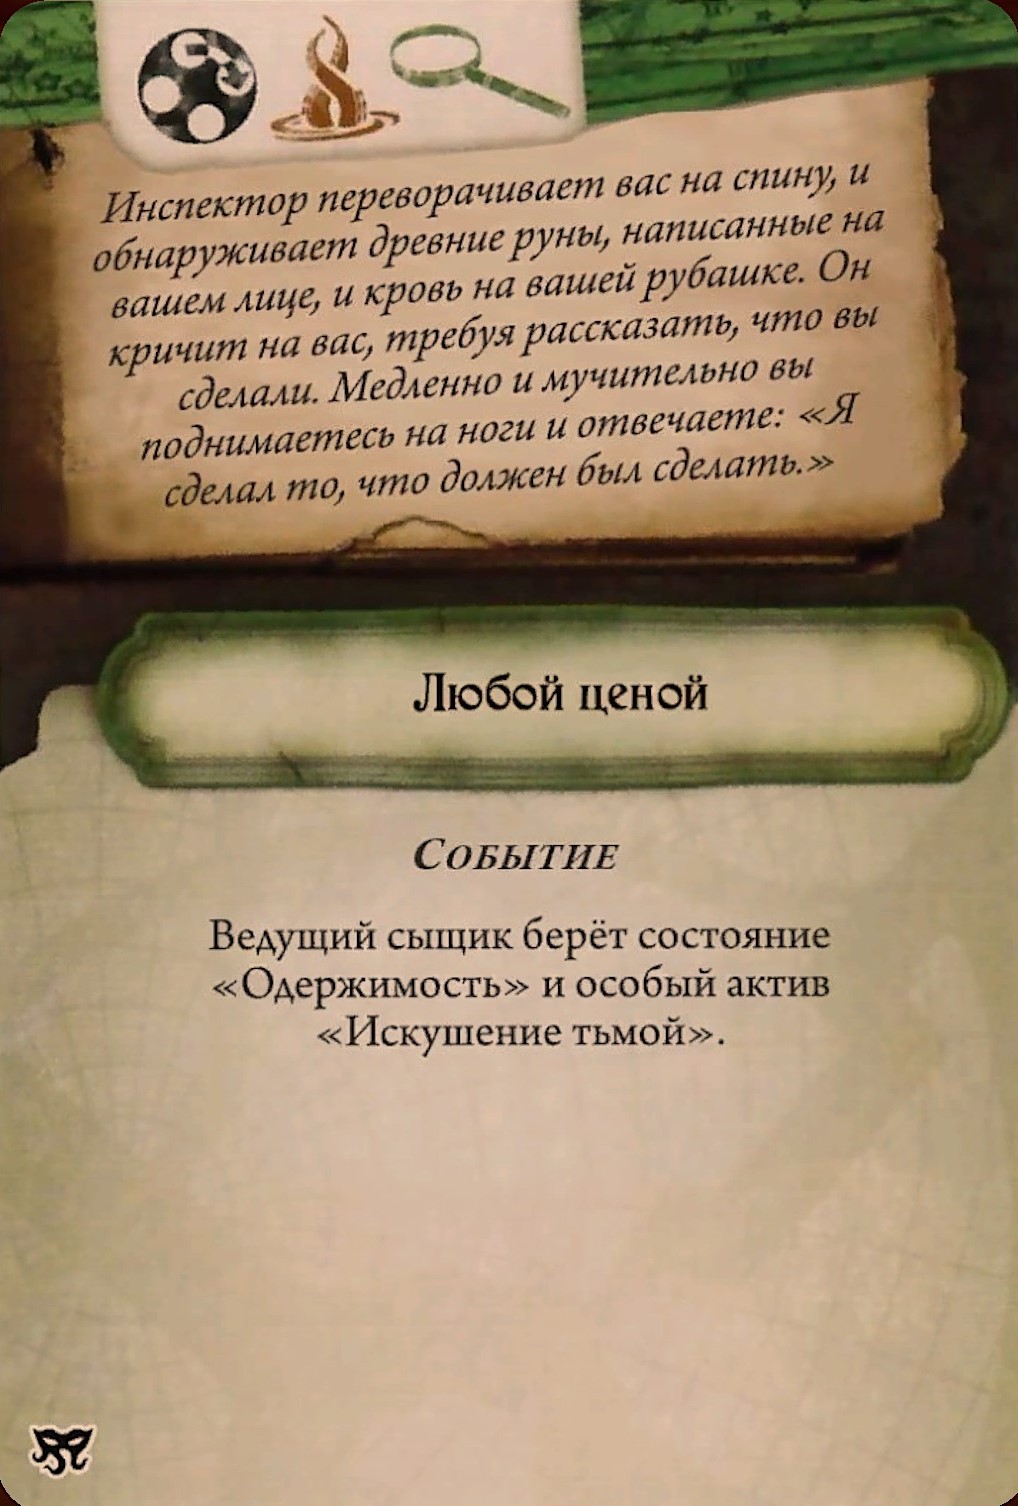 Инспектор переворачивает вас на спину, и
обнаруживает древние руны, написанные на
вашем лице, и кровь на вашей рубашке. Он
кричит на вас, требуя рассказать, что вы
сделали. Медленно и мучительно вы
поднимаетесь на ноги и отвечаете: «Я
сделал то, что должен был сделать.»
Любой ценой
Событие
Ведущий сыщик берёт состояние
«Одержимость» и особый актив
«Искушение тьмой».